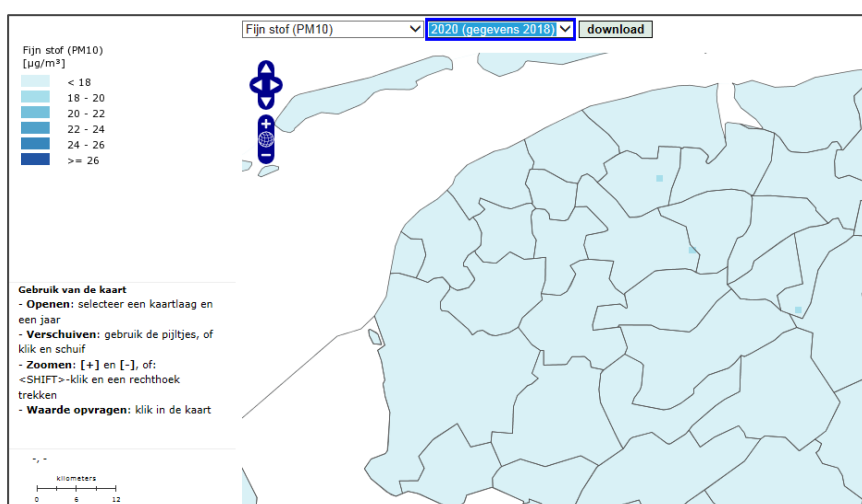 Fijn stof (PM10)
2020 (gegevens 2018)
download
Fijn stof (PM10)
[µg/m³]
< 18
18 - 20
20 - 22
22 - 24
24 - 26
>= 26
Gebruik van de kaart
- Openen: selecteer een kaartlaag en
een jaar
- Verschuiven: gebruik de pijltjes, of
klik en schuif
- Zoomen: [+] en [-], of:
<SHIFT>-klik en een rechthoek
trekken
- Waarde opvragen: klik in de kaart
-, -
kilometers
0 6 12